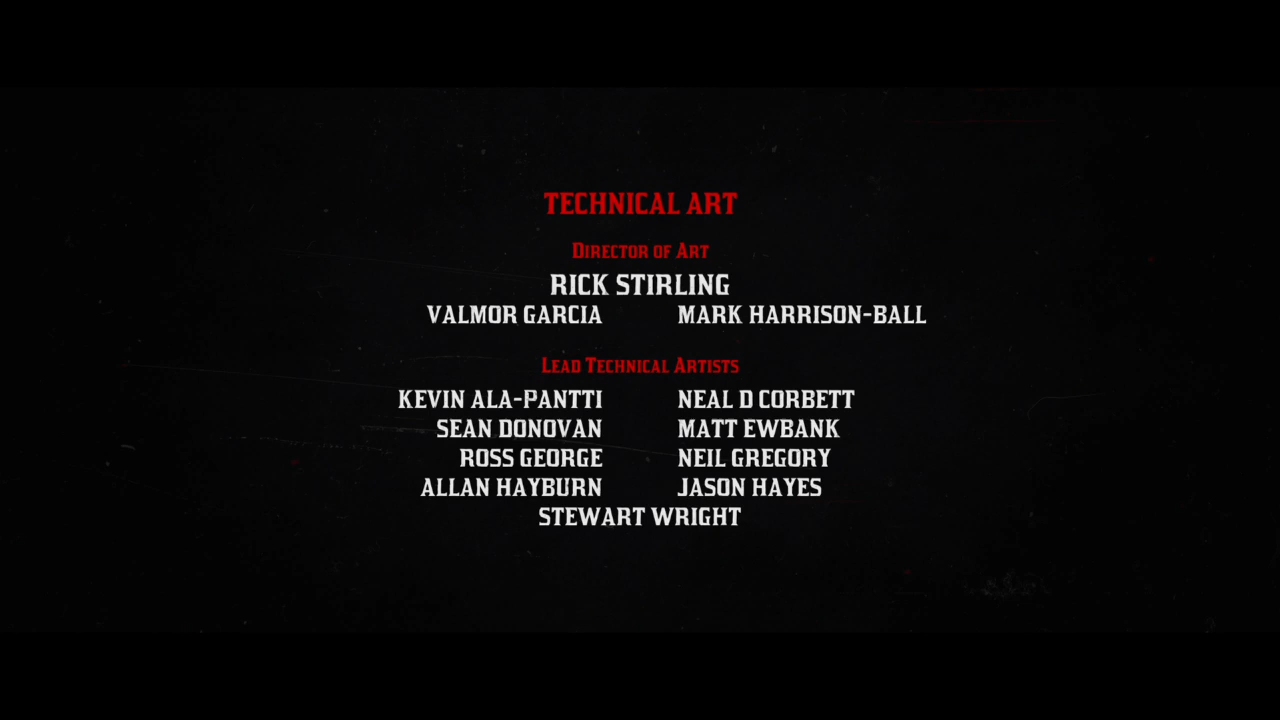 TECHNICAL ART
DIRECTOR OF ART
RICK STIRLING
VALMOR GARCIA MARK HARRISON-BALL
LEAD TECHNICAL ARTISTS
KEVIN ALA-PANTTI NEAL D CORBETT
SEAN DONOVAN MATT EWBANK
ROSS GEORGE NEIL GREGORY
ALLAN HAYBURN JASON HAYES
STEWART WRIGHT